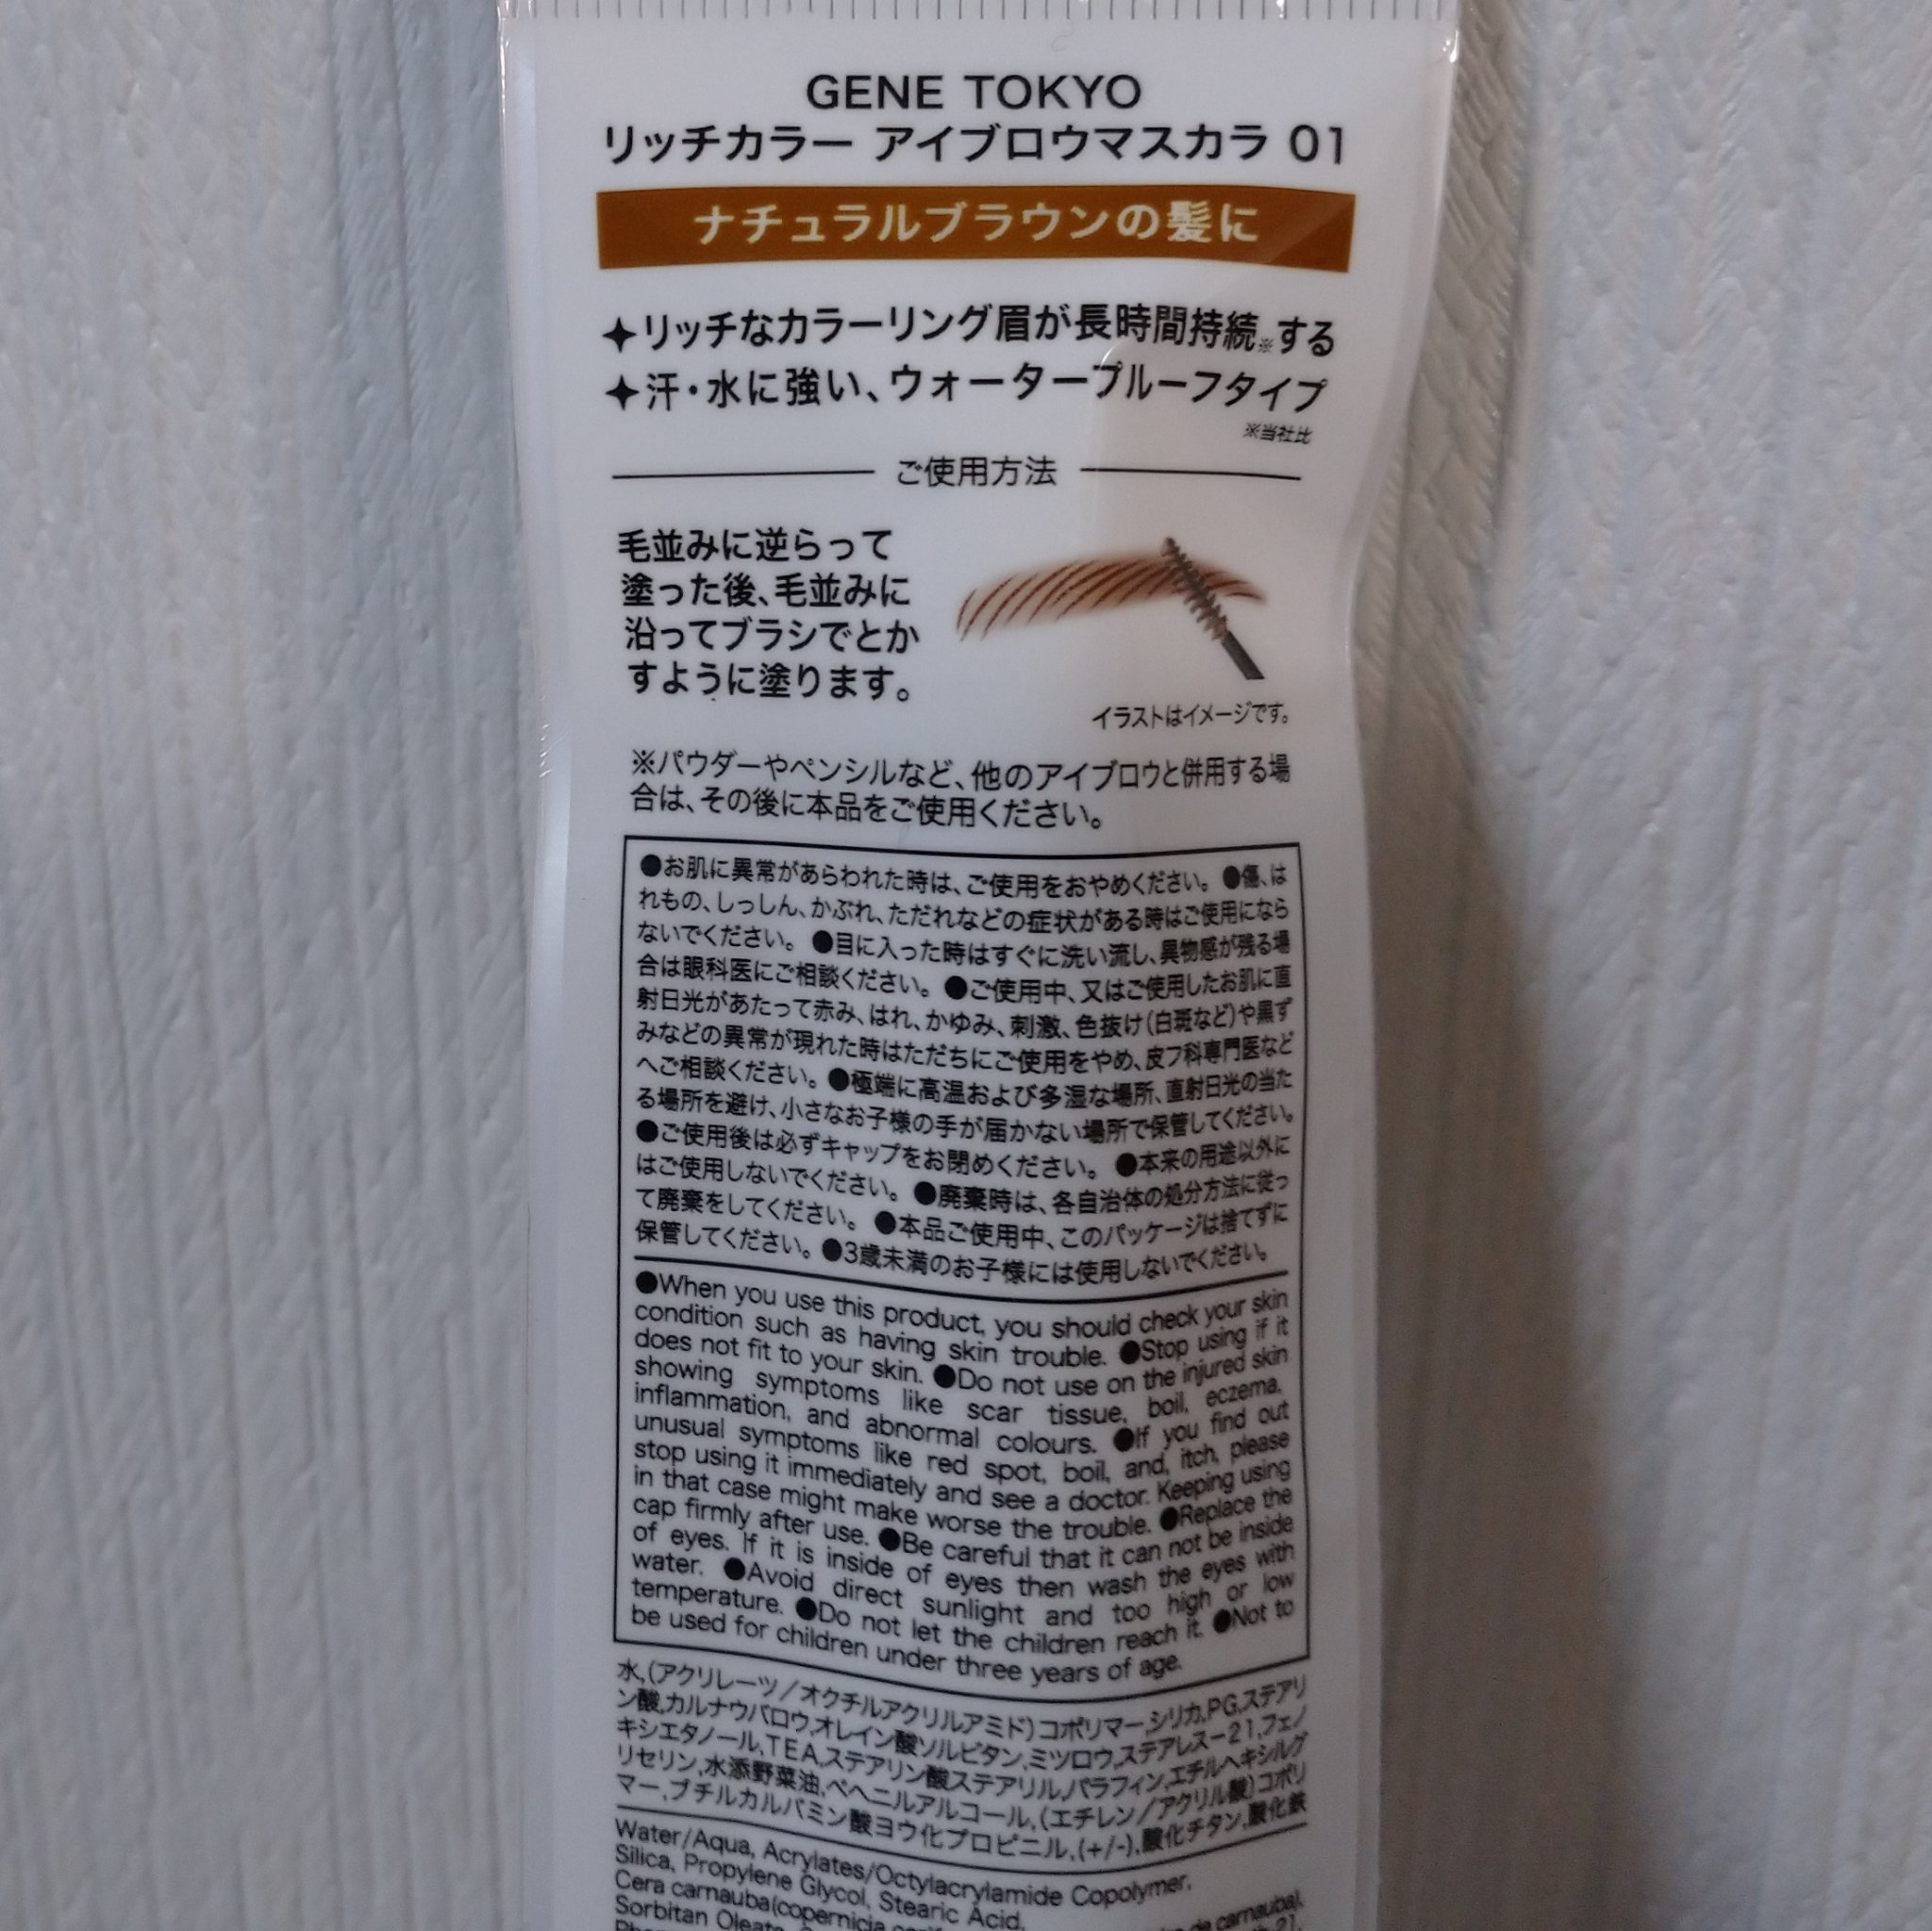 GENE TOKYO
リッチカラー アイブロウマスカラ 01
ナチュラルブラウンの髪に
✦リッチなカラーリング眉が長時間持続※する
✦汗・水に強い、ウォータープルーフタイプ
※当社比
ご使用方法
毛並みに逆らって
塗った後、毛並みに
沿ってブラシでとか
すように塗ります。
イラストはイメージです。
※パウダーやペンシルなど、他のアイブロウと併用する場
合は、その後に本品をご使用ください。
●お肌に異常があらわれた時は、ご使用をおやめください。 ●傷、は
れもの、しっしん、かぶれ、ただれなどの症状がある時はご使用になら
ないでください。 ●目に入った時はすぐに洗い流し、異物感が残る場
合は眼科医にご相談ください。 ●ご使用中、又はご使用したお肌に直
射日光があたって赤み、はれ、かゆみ、刺激、色抜け(白斑など)や黒ず
みなどの異常が現れた時はただちにご使用をやめ、皮フ科専門医など
へご相談ください。 ●極端に高温および多湿な場所、直射日光の当た
る場所を避け、小さなお子様の手が届かない場所で保管してください。
●ご使用後は必ずキャップをお閉めください。 ●本来の用途以外に
はご使用しないでください。 ●廃棄時は、各自治体の処分方法に従っ
て廃棄をしてください。 ●本品ご使用中、このパッケージは捨てずに
保管してください。 ●3歳未満のお子様には使用しないでください。
●When you use this product, you should check your skin
condition such as having skin trouble. ●Stop using if it
does not fit to your skin. ●Do not use on the injured skin
showing symptoms like scar tissue, boil, eczema,
inflammation, and abnormal colours. ●If you find out
unusual symptoms like red spot, boil, and, itch, please
stop using it immediately and see a doctor. Keeping using
in that case might make worse the trouble. ●Replace the
cap firmly after use. ●Be careful that it can not be inside
of eyes. If it is inside of eyes then wash the eyes with
water. ●Avoid direct sunlight and too high or low
temperature. ●Do not let the children reach it. ●Not to
be used for children under three years of age.
水,(アクリレーツ/オクチルアクリルアミド)コポリマー,シリカ,PG,ステアリ
ン酸,カルナウバロウ,オレイン酸ソルビタン,ミツロウ,ステアレス-21,フェノ
キシエタノール,TEA,ステアリン酸ステアリル,パラフィン,エチルヘキシルグ
リセリン,水添野菜油,ベヘニルアルコール,(エチレン/アクリル酸)コポリ
マー,ブチルカルバミン酸ヨウ化プロピニル,(+/-),酸化チタン,酸化鉄
Water/Aqua, Acrylates/Octylacrylamide Copolymer,
Silica, Propylene Glycol, Stearic Acid,
Cera carnauba(copernicia de carnauba),
Sorbitan Oleate,